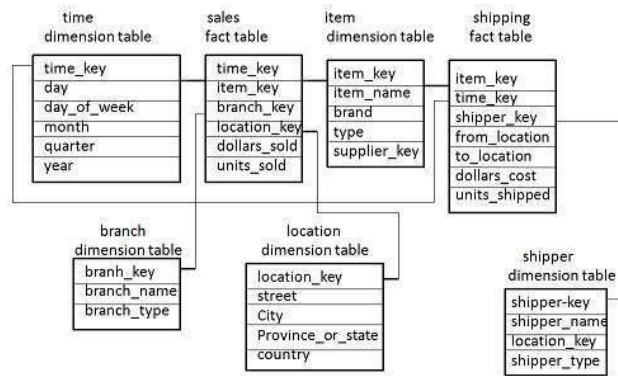 time
dimension table
time_key
day
day_of_week
month
quarter
year
sales
fact table
time_key
item_key
branch_key
location_key
dollars_sold
units_sold
item
dimension table
item_key
item_name
brand
type
supplier_key
shipping
fact table
item_key
time_key
shipper_key
from_location
to_location
dollars_cost
units_shipped
branch
dimension table
branh_key
branch_name
branch_type
location
dimension table
location_key
street
City
Province_or_state
country
shipper
dimension table
shipper-key
shipper_name
location_key
shipper_type